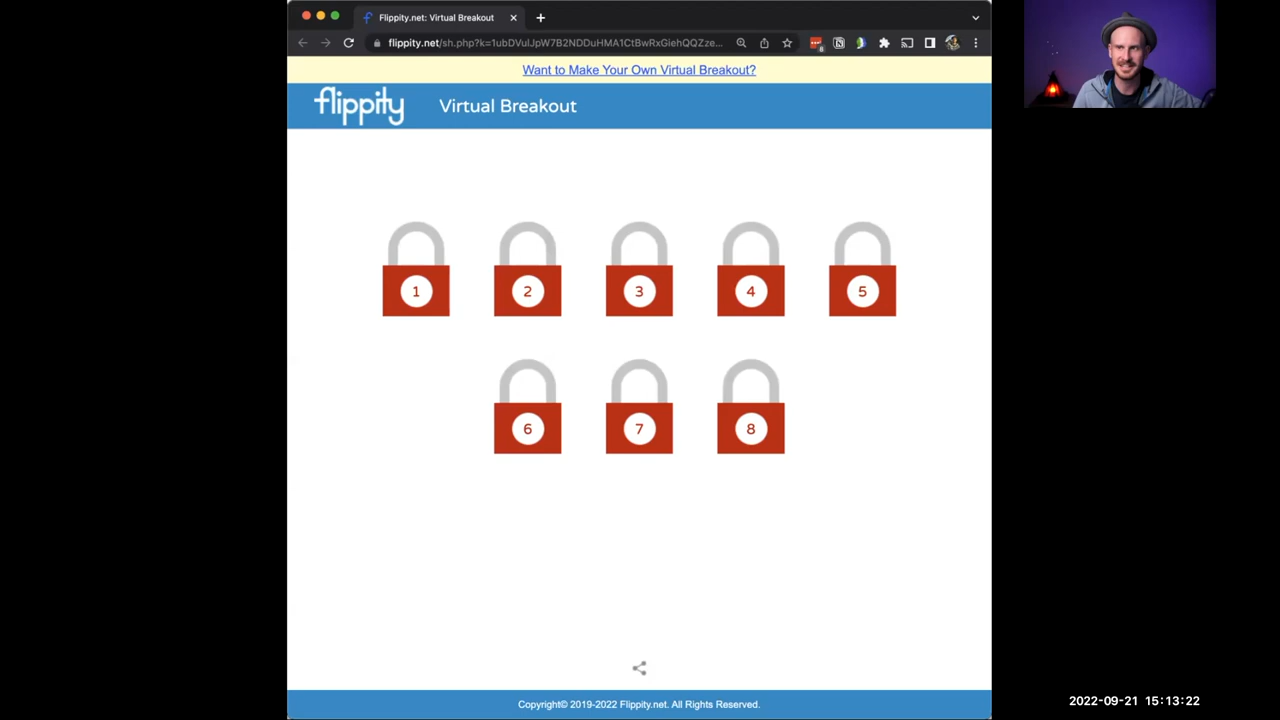 Flippity.net: Virtual Breakout
flippity.net/sh.php?k=1ubDVulJpW7B2NDDuHMA1CtBwRxGiehQQZze...
Want to Make Your Own Virtual Breakout?
flippity Virtual Breakout
1 2 3 4 5
6 7 8
Copyright© 2019-2022 Flippity.net. All Rights Reserved.
2022-09-21 15:13:22